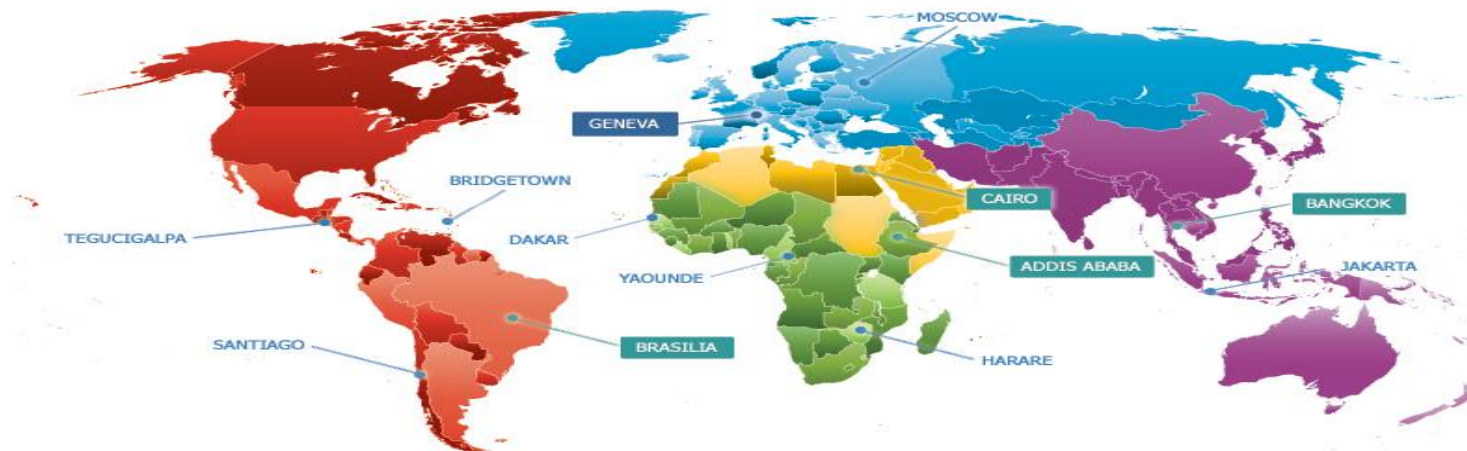 MOSCOW
GENEVA
BRIDGETOWN
CAIRO
BANGKOK
TEGUCIGALPA
DAKAR
ADDIS ABABA
JAKARTA
YAOUNDE
SANTIAGO
BRASILIA
HARARE